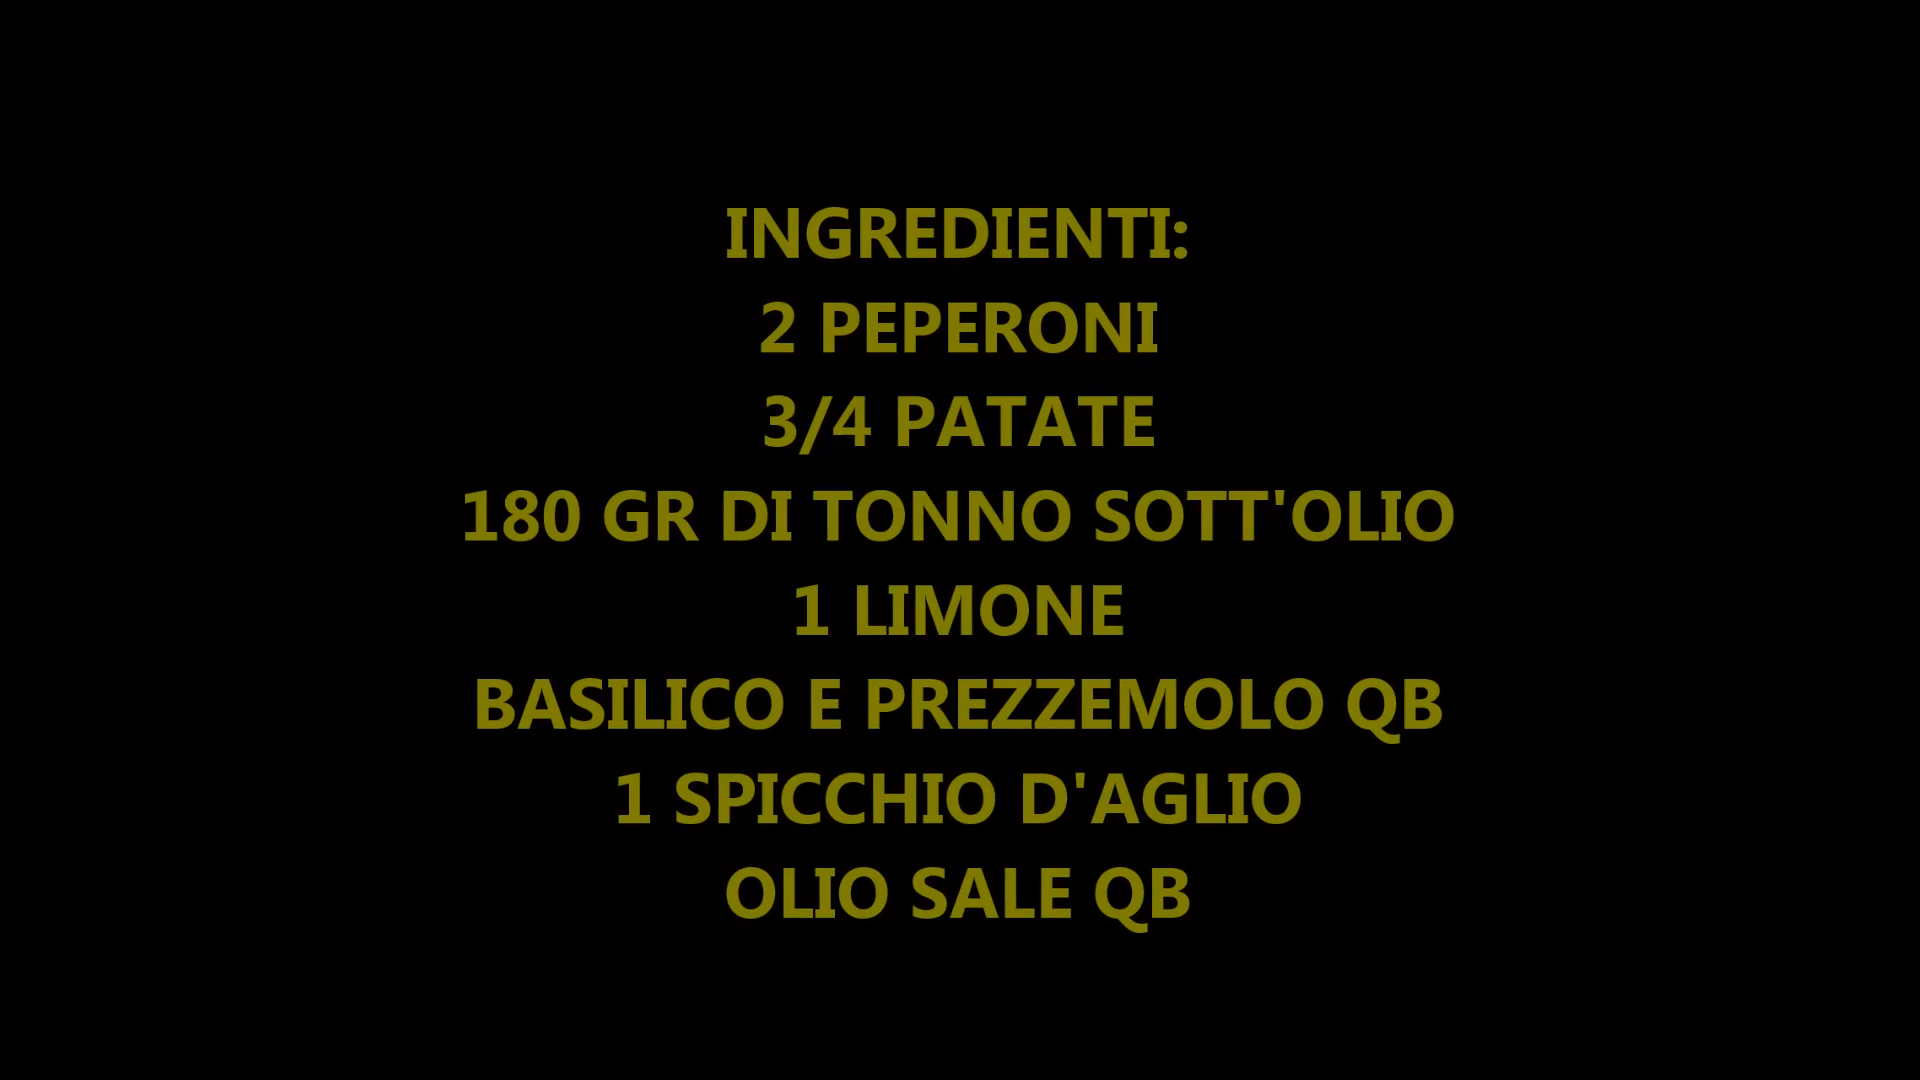 INGREDIENTI:
2 PEPERONI
3/4 PATATE
180 GR DI TONNO SOTT'OLIO
1 LIMONE
BASILICO E PREZZEMOLO QB
1 SPICCHIO D'AGLIO
OLIO SALE QB